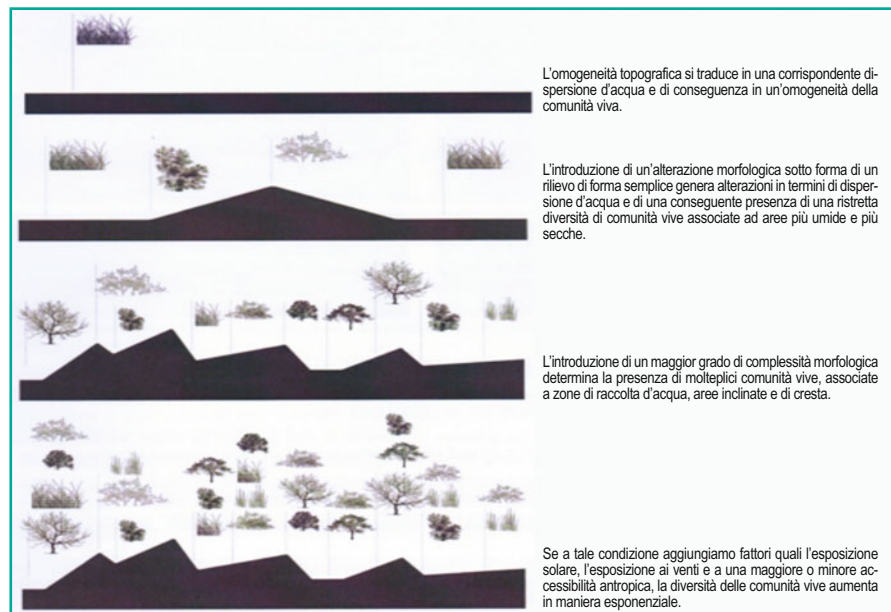 L'omogeneità topografica si traduce in una corrispondente di-
spersione d'acqua e di conseguenza in un'omogeneità della
comunità viva.
L'introduzione di un'alterazione morfologica sotto forma di un
rilievo di forma semplice genera alterazioni in termini di disper-
sione d'acqua e di una conseguente presenza di una ristretta
diversità di comunità vive associate ad aree più umide e più
secche.
L'introduzione di un maggior grado di complessità morfologica
determina la presenza di molteplici comunità vive, associate
a zone di raccolta d'acqua, aree inclinate e di cresta.
Se a tale condizione aggiungiamo fattori quali l'esposizione
solare, l'esposizione ai venti e a una maggiore o minore ac-
cessibilità antropica, la diversità delle comunità vive aumenta
in maniera esponenziale.